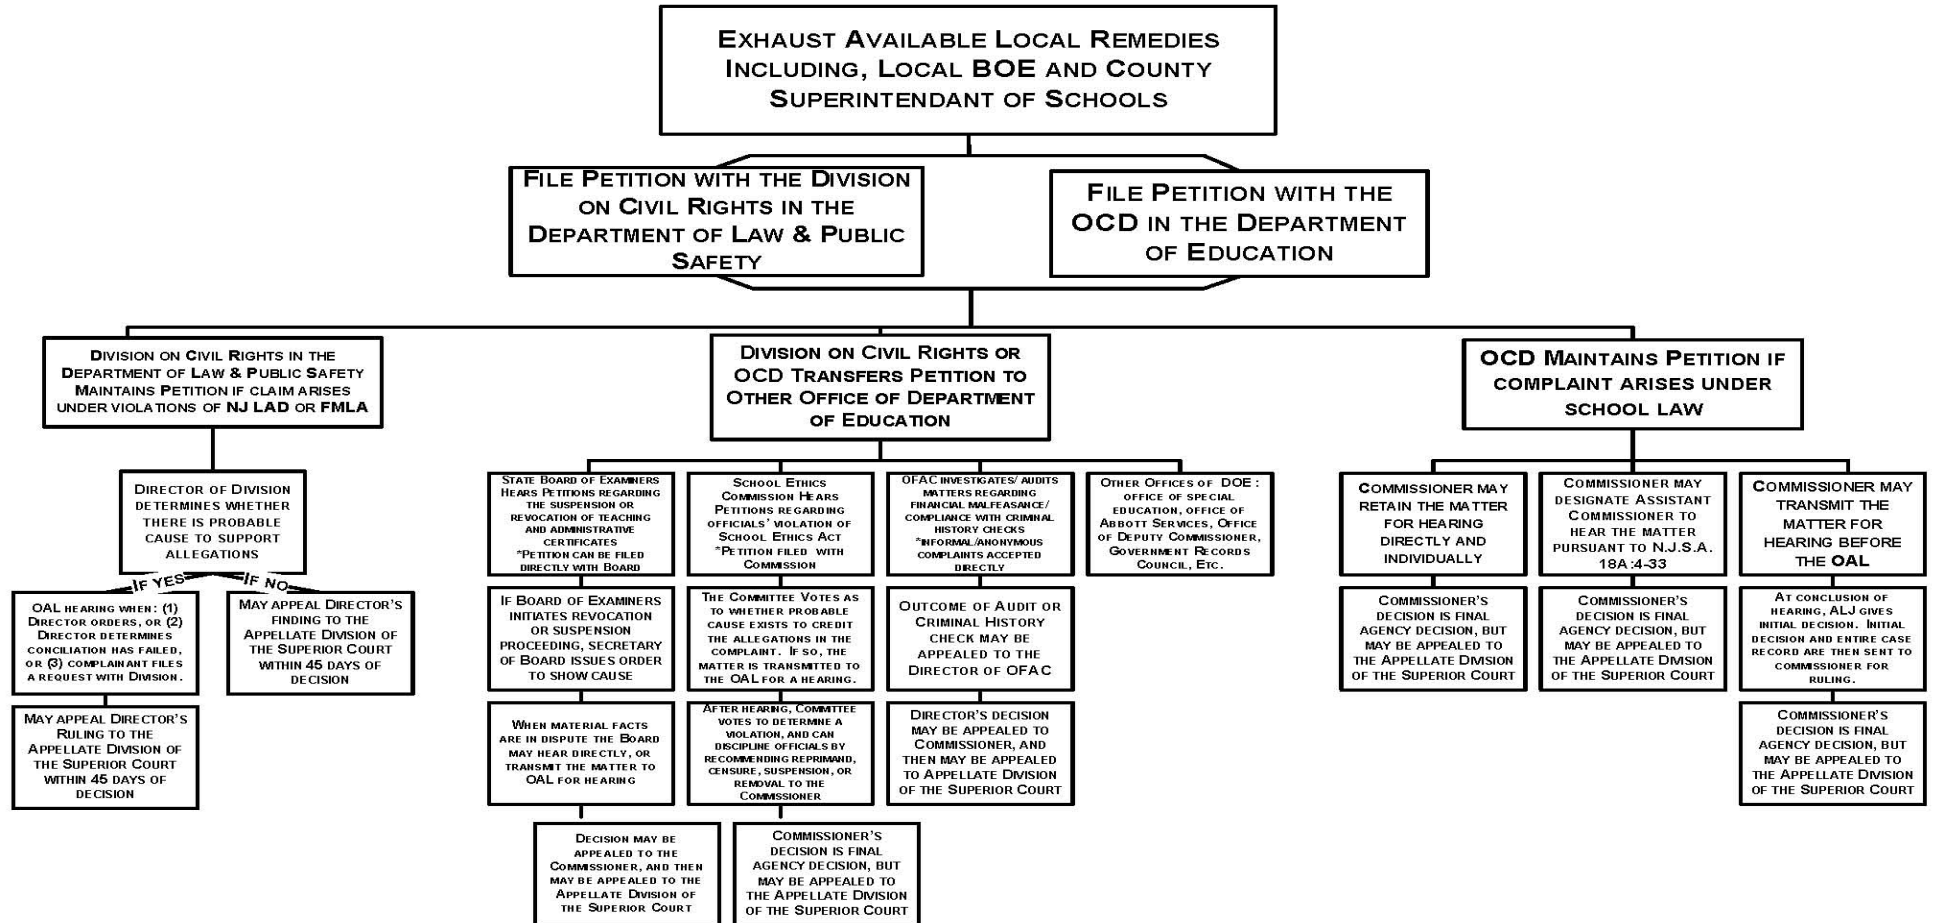 EXHAUST AVAILABLE LOCAL REMEDIES
INCLUDING, LOCAL BOE AND COUNTY
SUPERINTENDANT OF SCHOOLS
FILE PETITION WITH THE DIVISION
ON CIVIL RIGHTS IN THE
DEPARTMENT OF LAW & PUBLIC
SAFETY
FILE PETITION WITH THE
OCD IN THE DEPARTMENT
OF EDUCATION
DIVISION ON CIVIL RIGHTS IN THE
DEPARTMENT OF LAW & PUBLIC SAFETY
MAINTAINS PETITION IF CLAIM ARISES
UNDER VIOLATIONS OF NJ LAD OR FMLA
DIRECTOR OF DIVISION
DETERMINES WHETHER
THERE IS PROBABLE
CAUSE TO SUPPORT
ALLEGATIONS
IF YES
IF NO
OAL HEARING WHEN: (1)
DIRECTOR ORDERS, OR (2)
DIRECTOR DETERMINES
CONCILIATION HAS FAILED,
OR (3) COMPLAINANT FILES
A REQUEST WITH DIVISION.
MAY APPEAL DIRECTOR'S
FINDING TO THE
APPELLATE DIVISION OF
THE SUPERIOR COURT
WITHIN 45 DAYS OF
DECISION
MAY APPEAL DIRECTOR'S
RULING TO THE
APPELLATE DIVISION OF
THE SUPERIOR COURT
WITHIN 45 DAYS OF
DECISION
DIVISION ON CIVIL RIGHTS OR
OCD TRANSFERS PETITION TO
OTHER OFFICE OF DEPARTMENT
OF EDUCATION
STATE BOARD OF EXAMINERS
HEARS PETITIONS REGARDING
THE SUSPENSION OR
REVOCATION OF TEACHING
AND ADMINISTRATIVE
CERTIFICATES
*PETITION CAN BE FILED
DIRECTLY WITH BOARD
IF BOARD OF EXAMINERS
INITIATES REVOCATION
OR SUSPENSION
PROCEEDING, SECRETARY
OF BOARD ISSUES ORDER
TO SHOW CAUSE
WHEN MATERIAL FACTS
ARE IN DISPUTE THE BOARD
MAY HEAR DIRECTLY, OR
TRANSMIT THE MATTER TO
OAL FOR HEARING
DECISION MAY BE
APPEALED TO THE
COMMISSIONER, AND THEN
MAY BE APPEALED TO THE
APPELLATE DIVISION OF
THE SUPERIOR COURT
SCHOOL ETHICS
COMMISSION HEARS
PETITIONS REGARDING
OFFICIALS' VIOLATION OF
SCHOOL ETHICS ACT
*PETITION FILED WITH
COMMISSION
THE COMMITTEE VOTES AS
TO WHETHER PROBABLE
CAUSE EXISTS TO CREDIT
THE ALLEGATIONS IN THE
COMPLAINT. IF SO, THE
MATTER IS TRANSMITTED TO
THE OAL FOR A HEARING.
AFTER HEARING, COMMITTEE
VOTES TO DETERMINE A
VIOLATION, AND CAN
DISCIPLINE OFFICIALS BY
RECOMMENDING REPRIMAND,
CENSURE, SUSPENSION, OR
REMOVAL TO THE
COMMISSIONER
COMMISSIONER'S
DECISION IS FINAL
AGENCY DECISION, BUT
MAY BE APPEALED TO
THE APPELLATE DIVISION
OF THE SUPERIOR COURT
OFAC INVESTIGATES/ AUDITS
MATTERS REGARDING
FINANCIAL MALFEASANCE/
COMPLIANCE WITH CRIMINAL
HISTORY CHECKS
*INFORMAL/ANONYMOUS
COMPLAINTS ACCEPTED
DIRECTLY
OUTCOME OF AUDIT OR
CRIMINAL HISTORY
CHECK MAY BE
APPEALED TO THE
DIRECTOR OF OFAC
DIRECTOR'S DECISION
MAY BE APPEALED TO
COMMISSIONER, AND
THEN MAY BE APPEALED
TO APPELLATE DIVISION
OF THE SUPERIOR COURT
OTHER OFFICES OF DOE :
OFFICE OF SPECIAL
EDUCATION, OFFICE OF
ABBOTT SERVICES, OFFICE
OF DEPUTY COMMISSIONER,
GOVERNMENT RECORDS
COUNCIL, ETC.
OCD MAINTAINS PETITION IF
COMPLAINT ARISES UNDER
SCHOOL LAW
COMMISSIONER MAY
RETAIN THE MATTER
FOR HEARING
DIRECTLY AND
INDIVIDUALLY
COMMISSIONER'S
DECISION IS FINAL
AGENCY DECISION, BUT
MAY BE APPEALED TO
THE APPELLATE DIVISION
OF THE SUPERIOR COURT
COMMISSIONER MAY
DESIGNATE ASSISTANT
COMMISSIONER TO
HEAR THE MATTER
PURSUANT TO N.J.S.A.
18A:4-33
COMMISSIONER'S
DECISION IS FINAL
AGENCY DECISION, BUT
MAY BE APPEALED TO
THE APPELLATE DIVISION
OF THE SUPERIOR COURT
COMMISSIONER MAY
TRANSMIT THE
MATTER FOR
HEARING BEFORE
THE OAL
AT CONCLUSION OF
HEARING, ALJ GIVES
INITIAL DECISION. INITIAL
DECISION AND ENTIRE CASE
RECORD ARE THEN SENT TO
COMMISSIONER FOR
RULING.
COMMISSIONER'S
DECISION IS FINAL
AGENCY DECISION, BUT
MAY BE APPEALED TO
THE APPELLATE DIVISION
OF THE SUPERIOR COURT